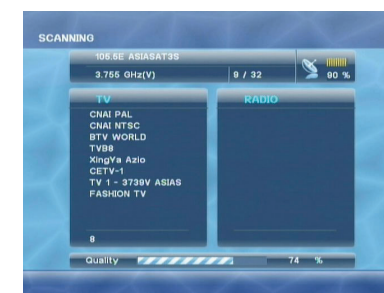 SCANNING
105.5E ASIASAT3S
3.755 GHz(V) 9 / 32 90 %
TV RADIO
CNAI PAL
CNAI NTSC
BTV WORLD
TVB8
XingYa Azio
CETV-1
TV 1 - 3739V ASIAS
FASHION TV
8
Quality 74 %